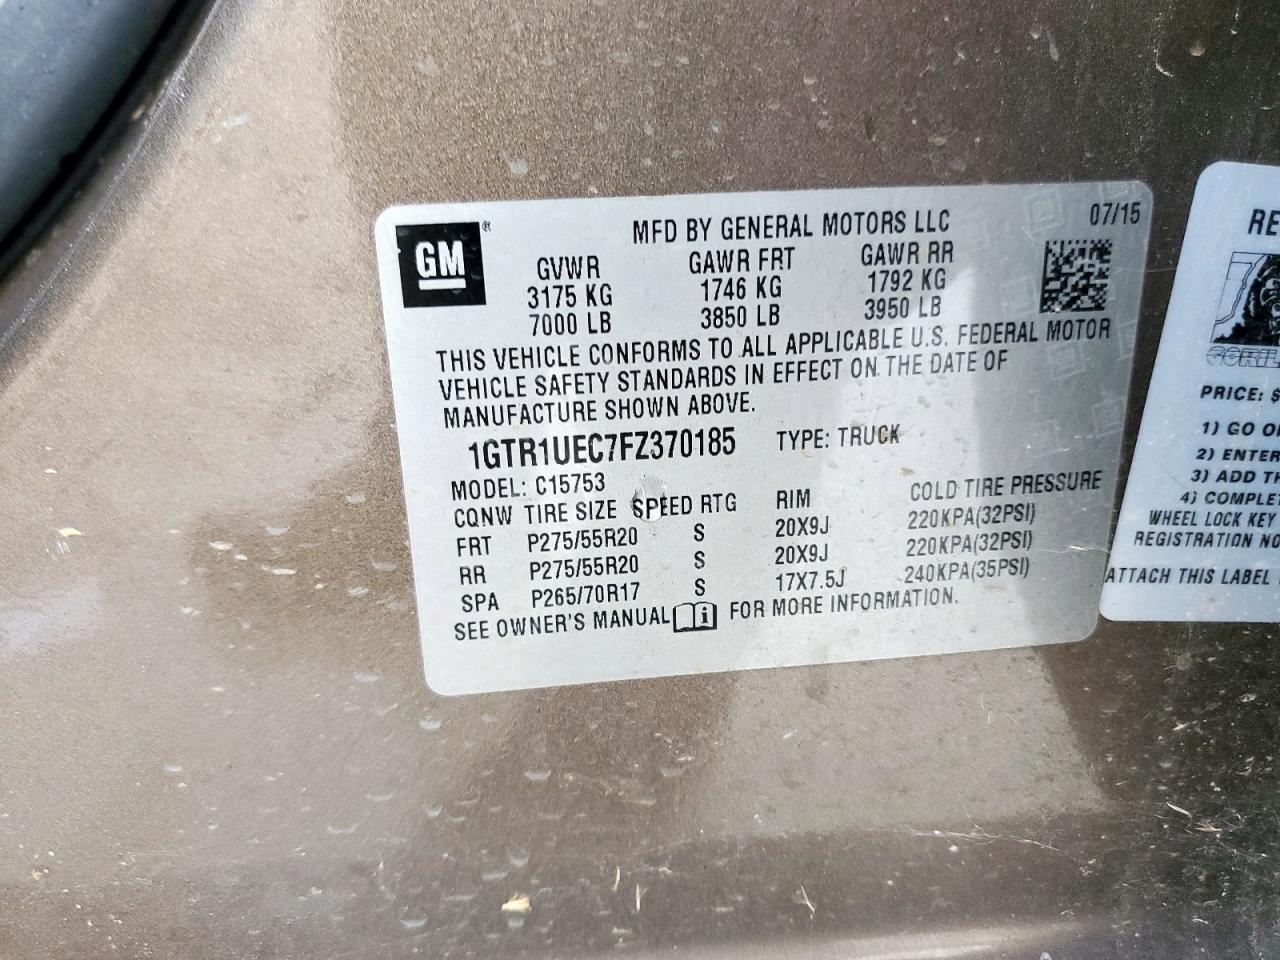 GM®
MFD BY GENERAL MOTORS LLC 07/15
GVWR GAWR FRT GAWR RR
3175 KG 1746 KG 1792 KG
7000 LB 3850 LB 3950 LB
THIS VEHICLE CONFORMS TO ALL APPLICABLE U.S. FEDERAL MOTOR
VEHICLE SAFETY STANDARDS IN EFFECT ON THE DATE OF
MANUFACTURE SHOWN ABOVE.
1GTR1UEC7FZ370185 TYPE: TRUCK
MODEL: C15753
CQNW TIRE SIZE SPEED RTG RIM COLD TIRE PRESSURE
FRT P275/55R20 S 20X9J 220KPA(32PSI)
RR P275/55R20 S 20X9J 220KPA(32PSI)
SPA P265/70R17 S 17X7.5J 240KPA(35PSI)
SEE OWNER'S MANUAL i FOR MORE INFORMATION.
RE
GORIL
PRICE: $
1) GO O
2) ENTER
3) ADD TH
4) COMPLET
WHEEL LOCK KEY
REGISTRATION NO
ATTACH THIS LABEL